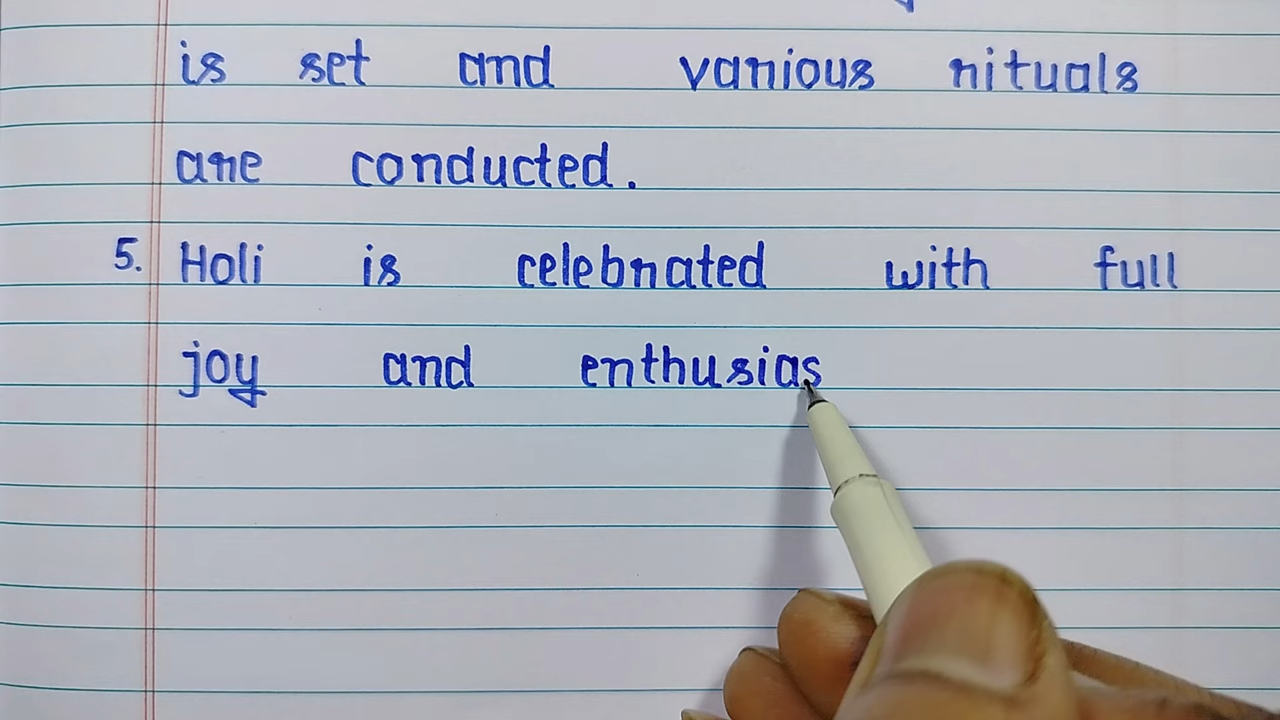 is set and various rituals
are conducted.
5. Holi is celebrated with full
joy and enthusias